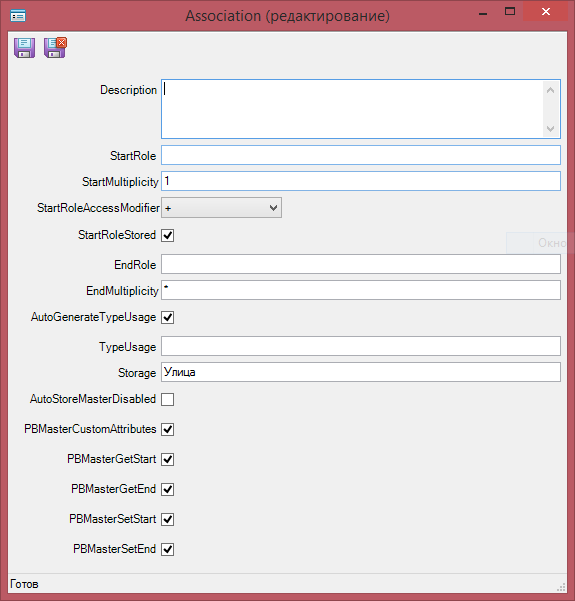 Association (редактирование)
Description
StartRole
StartMultiplicity 1
StartRoleAccessModifier +
StartRoleStored
Окно
EndRole
EndMultiplicity *
AutoGenerateTypeUsage
TypeUsage
Storage Улица
AutoStoreMasterDisabled
PBMasterCustomAttributes
PBMasterGetStart
PBMasterGetEnd
PBMasterSetStart
PBMasterSetEnd
Готов